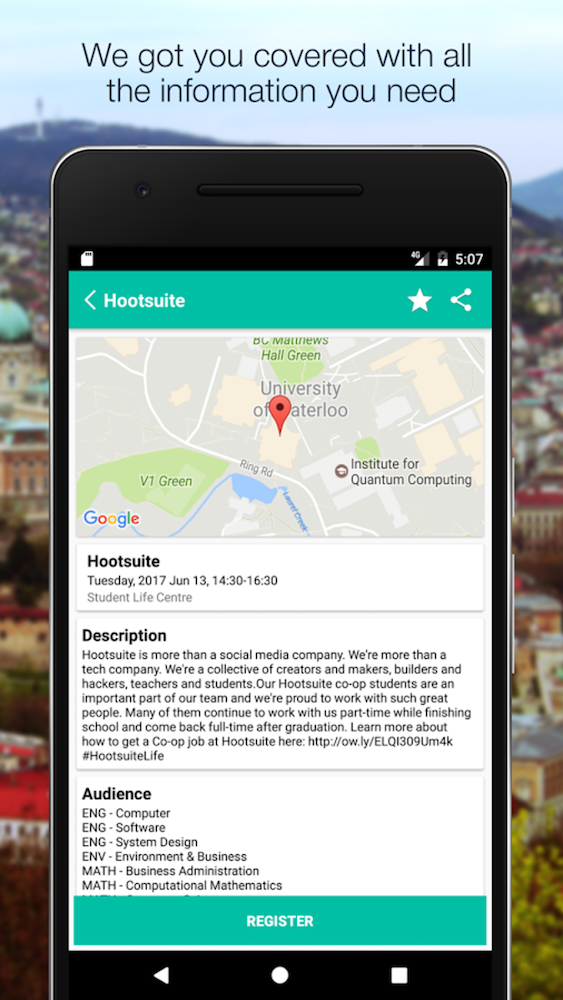 We got you covered with all
the information you need
4G
5:07
Hootsuite
BC Matthews
Hall Green
University
of Waterloo
Ring Rd
Institute for
Quantum Computing
V1 Green
Laurel Creek
Google
Hootsuite
Tuesday, 2017 Jun 13, 14:30-16:30
Student Life Centre
Description
Hootsuite is more than a social media company. We're more than a
tech company. We're a collective of creators and makers, builders and
hackers, teachers and students.Our Hootsuite co-op students are an
important part of our team and we're proud to work with such great
people. Many of them continue to work with us part-time while finishing
school and come back full-time after graduation. Learn more about
how to get a Co-op job at Hootsuite here: http://ow.ly/ELQI309Um4k
#HootsuiteLife
Audience
ENG - Computer
ENG - Software
ENG - System Design
ENV - Environment & Business
MATH - Business Administration
MATH - Computational Mathematics
REGISTER